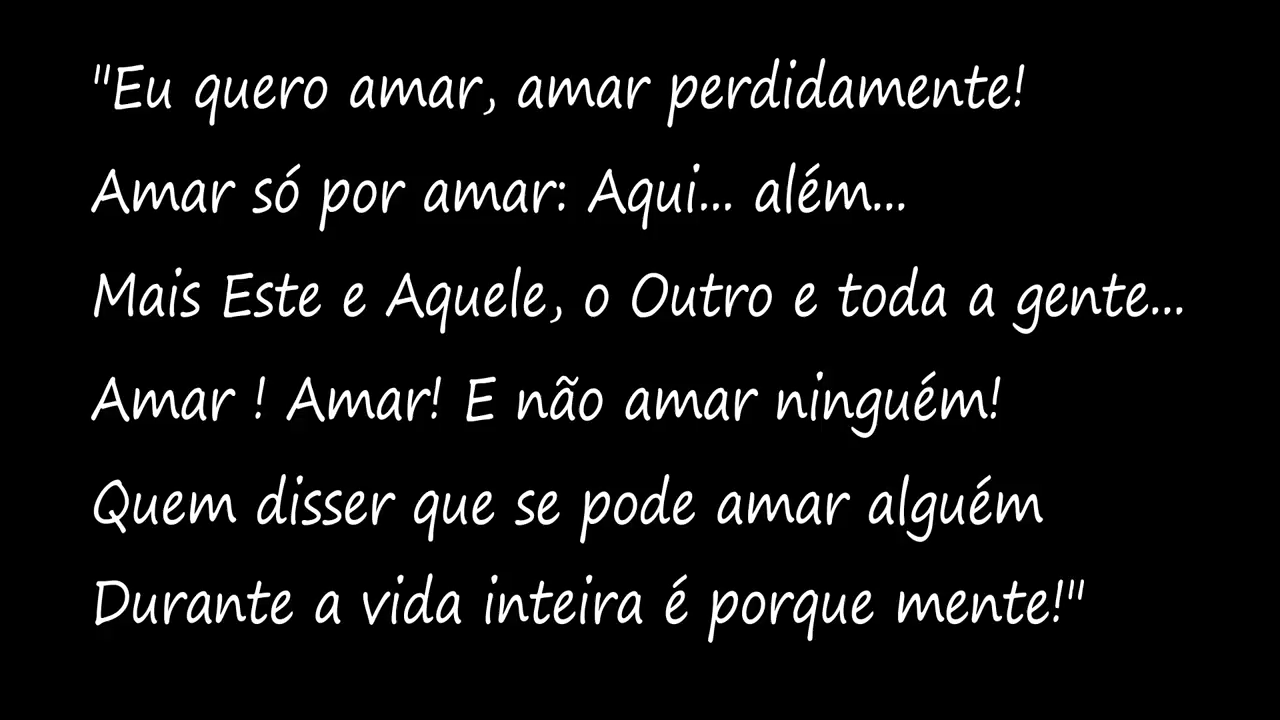 "Eu quero amar, amar perdidamente!
Amar só por amar: Aqui... além...
Mais Este e Aquele, o Outro e toda a gente...
Amar ! Amar! E não amar ninguém!
Quem disser que se pode amar alguém
Durante a vida inteira é porque mente!"